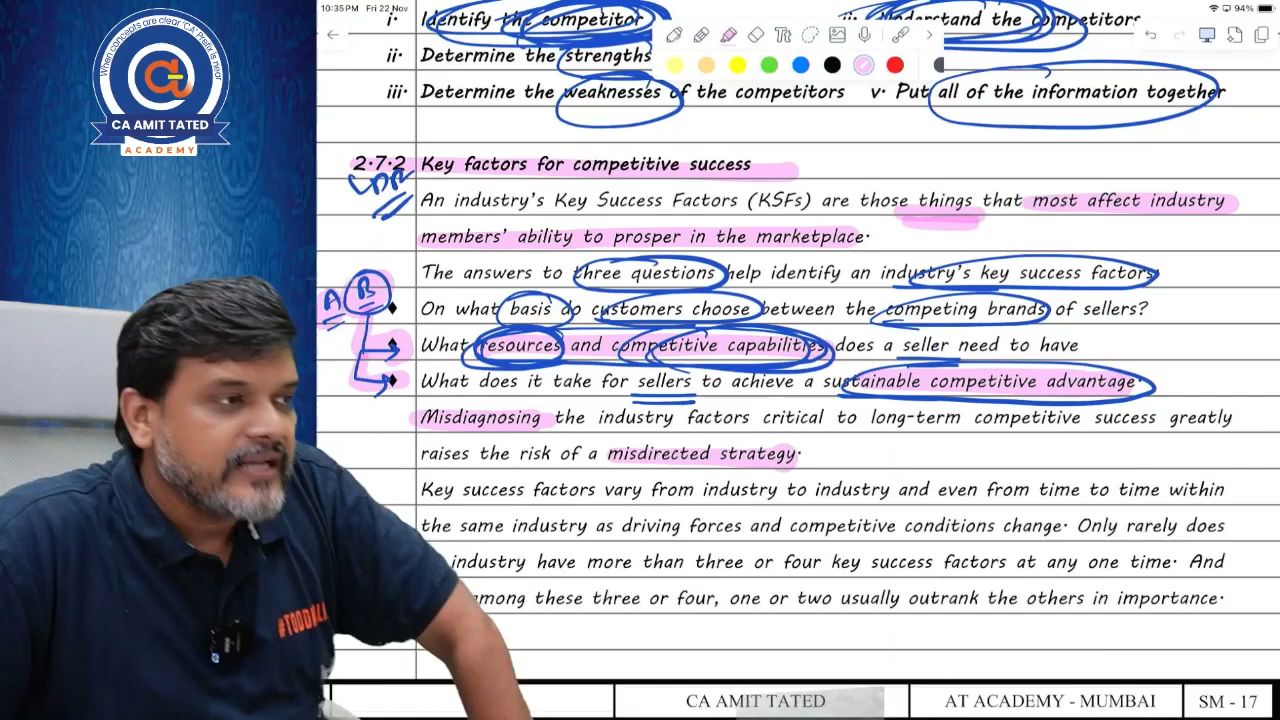 10:35 PM Fri 22 Nov
94%
When concepts are clear 'CA' Prefix is near
CA AMIT TATED
ACADEMY
i. Identify the competitor
the competitors
ii. Determine the strengths
iii. Determine the weaknesses of the competitors v. Put all of the information together
2.7.2 Key factors for competitive success
An industry's Key Success Factors (KSFs) are those things that most affect industry
members' ability to prosper in the marketplace.
The answers to three questions help identify an industry's key success factors:
A B
♦ On what basis do customers choose between the competing brands of sellers?
♦ What resources and competitive capabilities does a seller need to have
♦ What does it take for sellers to achieve a sustainable competitive advantage.
Misdiagnosing the industry factors critical to long-term competitive success greatly
raises the risk of a misdirected strategy.
Key success factors vary from industry to industry and even from time to time within
the same industry as driving forces and competitive conditions change. Only rarely does
industry have more than three or four key success factors at any one time. And
among these three or four, one or two usually outrank the others in importance.
CA AMIT TATED
AT ACADEMY - MUMBAI
SM - 17